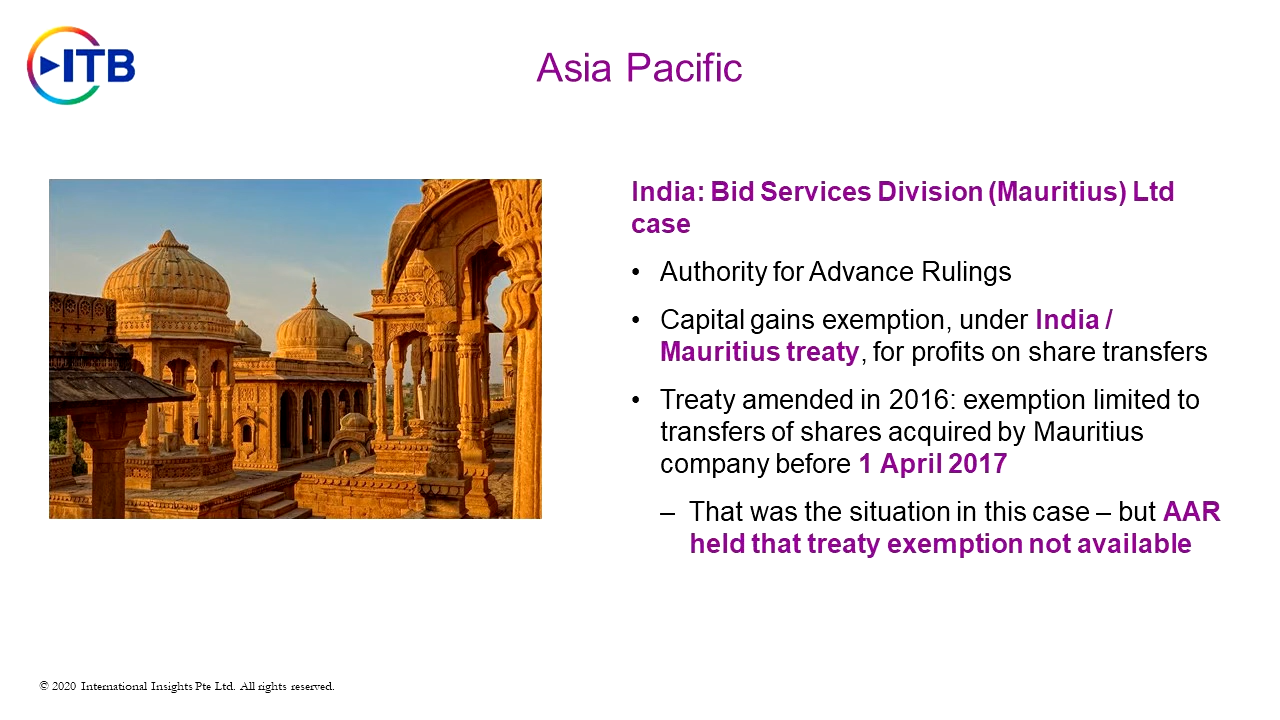 ITB
Asia Pacific
India: Bid Services Division (Mauritius) Ltd
case
• Authority for Advance Rulings
• Capital gains exemption, under India /
Mauritius treaty, for profits on share transfers
• Treaty amended in 2016: exemption limited to
transfers of shares acquired by Mauritius
company before 1 April 2017
– That was the situation in this case – but AAR
held that treaty exemption not available
© 2020 International Insights Pte Ltd. All rights reserved.